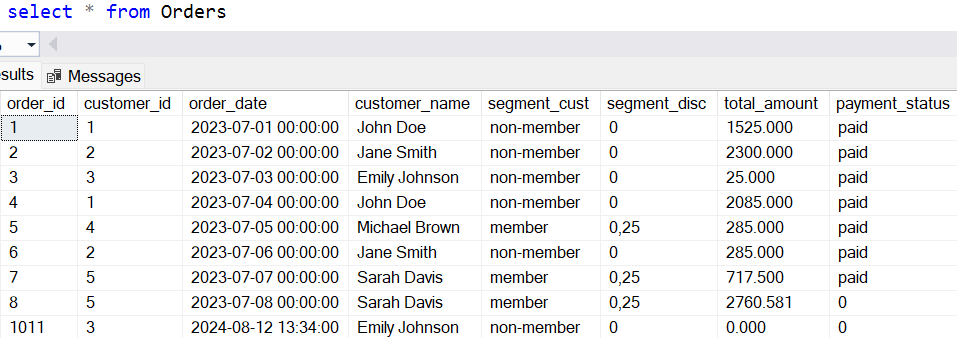 select * from Orders
esults Messages
order_id customer_id order_date customer_name segment_cust segment_disc total_amount payment_status
1 1 2023-07-01 00:00:00 John Doe non-member 0 1525.000 paid
2 2 2023-07-02 00:00:00 Jane Smith non-member 0 2300.000 paid
3 3 2023-07-03 00:00:00 Emily Johnson non-member 0 25.000 paid
4 1 2023-07-04 00:00:00 John Doe non-member 0 2085.000 paid
5 4 2023-07-05 00:00:00 Michael Brown member 0,25 285.000 paid
6 2 2023-07-06 00:00:00 Jane Smith non-member 0 285.000 paid
7 5 2023-07-07 00:00:00 Sarah Davis member 0,25 717.500 paid
8 5 2023-07-08 00:00:00 Sarah Davis member 0,25 2760.581 0
1011 3 2024-08-12 13:34:00 Emily Johnson non-member 0 0.000 0